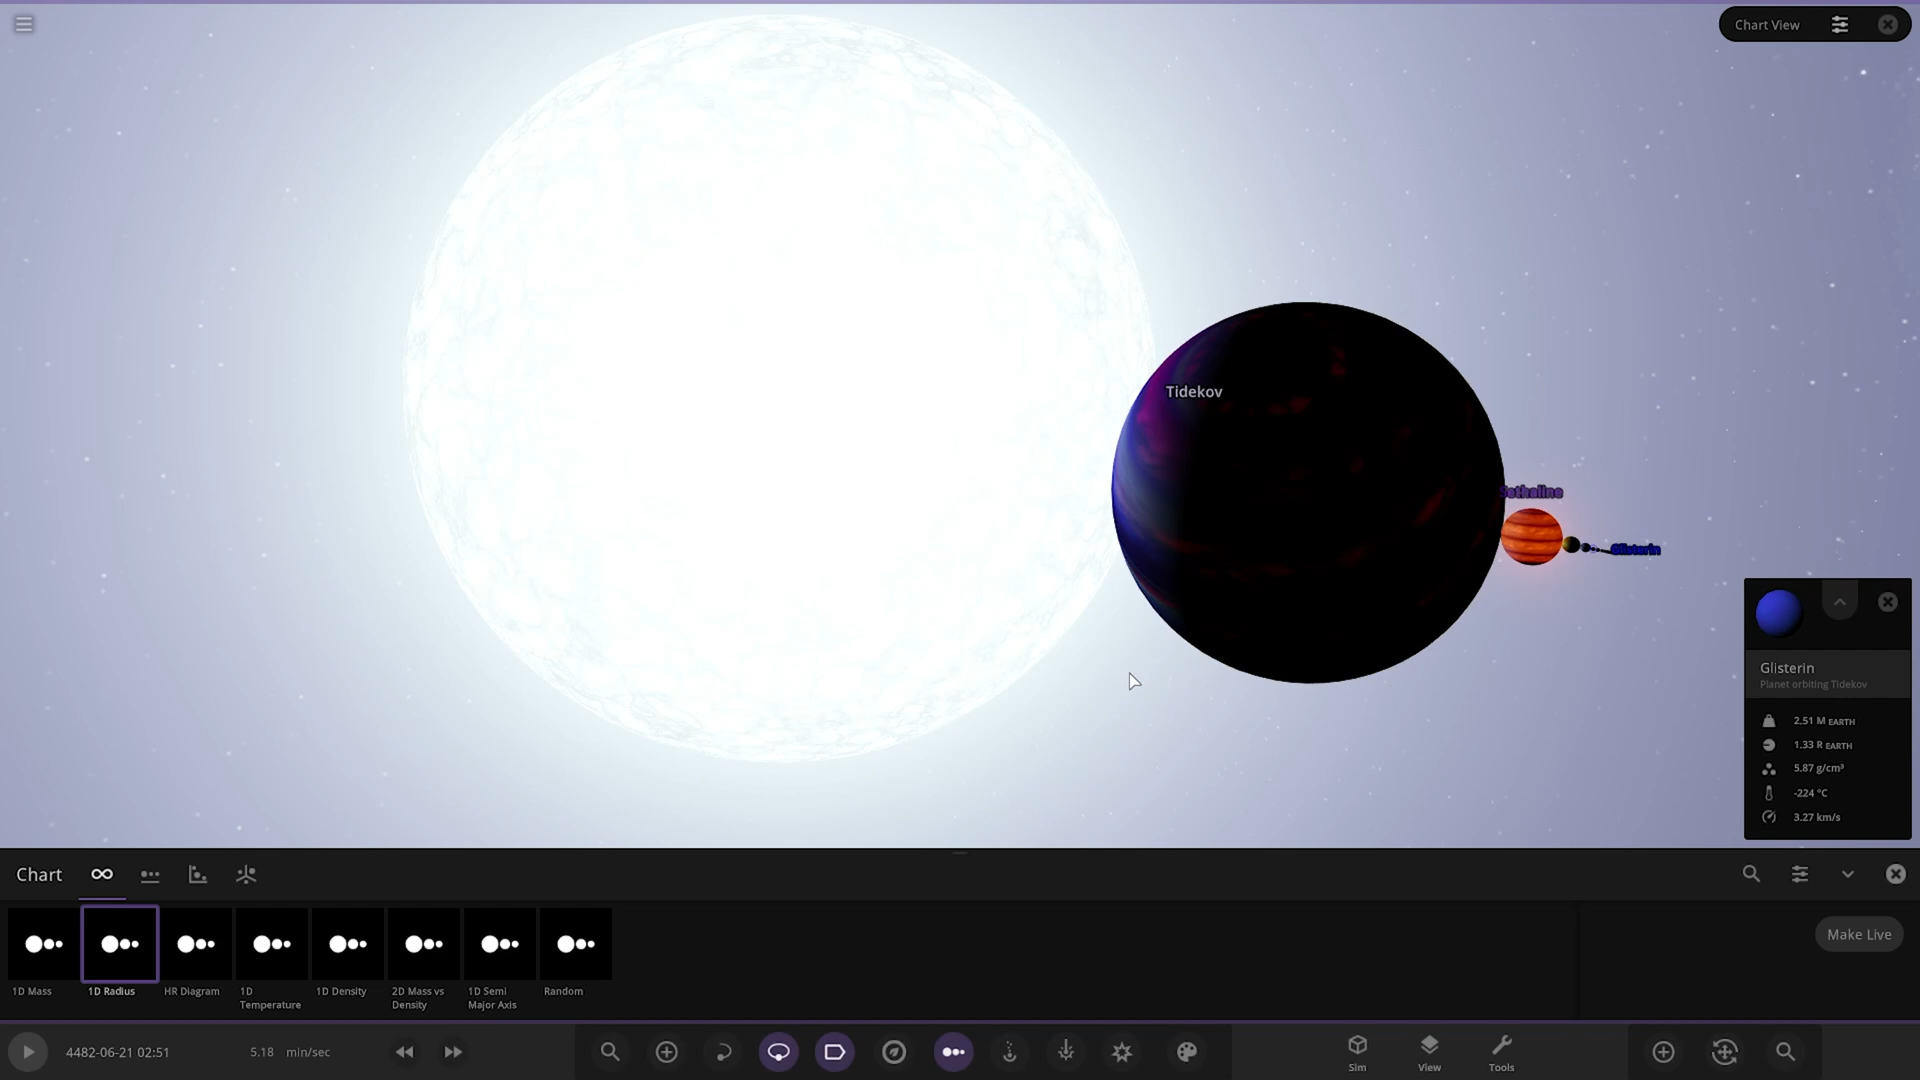 Chart View
Tidekov
Sothaline
Glisterin
Glisterin
Planet orbiting Tidekov
2.51 M EARTH
1.33 R EARTH
5.87 g/cm³
-224 °C
3.27 km/s
Chart
Make Live
1D Mass
1D Radius
HR Diagram
1D
Temperature
1D Density
2D Mass vs
Density
1D Semi
Major Axis
Random
4482-06-21 02:51
5.18 min/sec
Sim
View
Tools